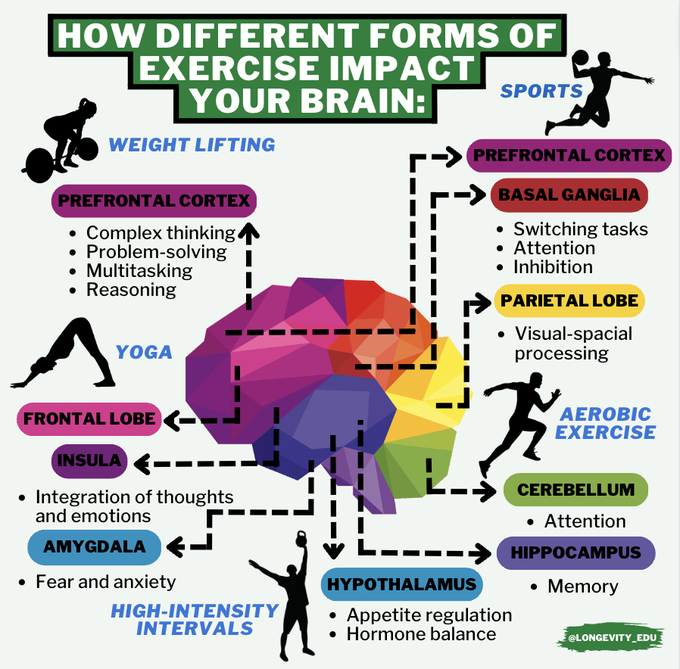 HOW DIFFERENT FORMS OF
EXERCISE IMPACT
YOUR BRAIN:
WEIGHT LIFTING
PREFRONTAL CORTEX
• Complex thinking
• Problem-solving
• Multitasking
• Reasoning
SPORTS
PREFRONTAL CORTEX
BASAL GANGLIA
• Switching tasks
• Attention
• Inhibition
PARIETAL LOBE
• Visual-spacial
processing
YOGA
FRONTAL LOBE
INSULA
• Integration of thoughts
and emotions
AMYGDALA
• Fear and anxiety
AEROBIC
EXERCISE
CEREBELLUM
• Attention
HIPPOCAMPUS
• Memory
HIGH-INTENSITY
INTERVALS
HYPOTHALAMUS
• Appetite regulation
• Hormone balance
@LONGEVITY_EDU